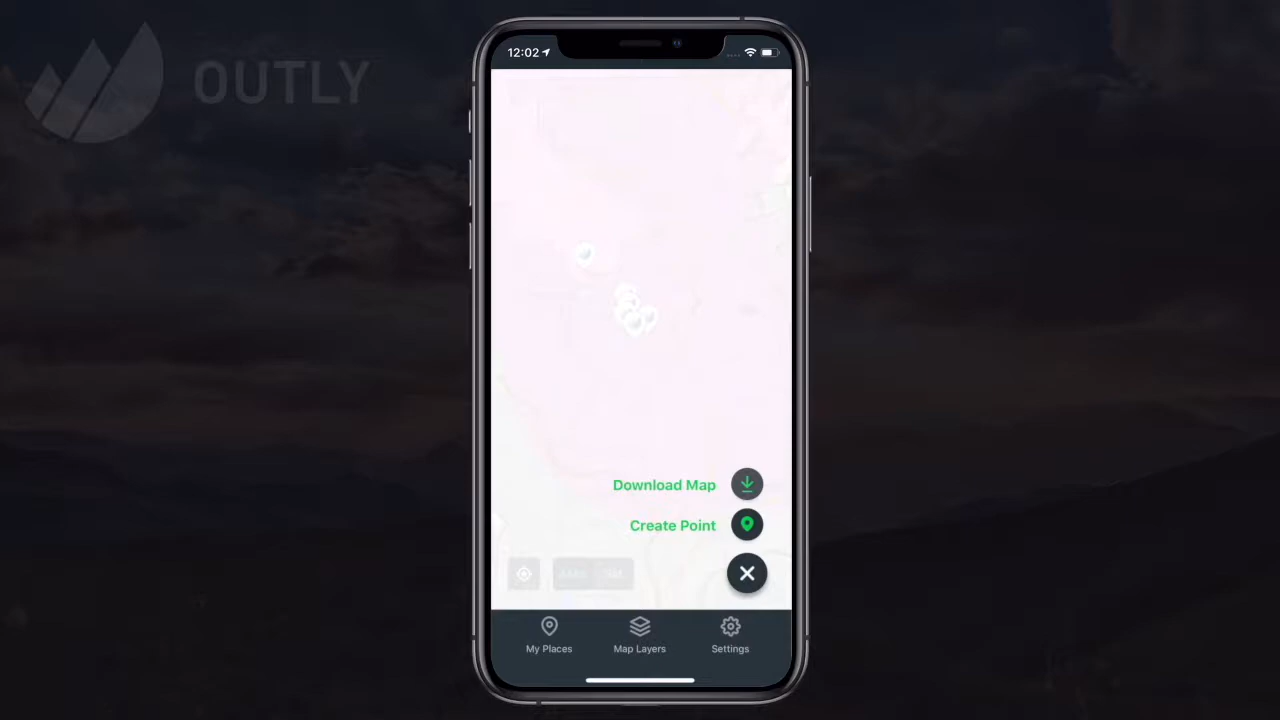 OUTLY
12:02
Download Map
Create Point
My Places
Map Layers
Settings